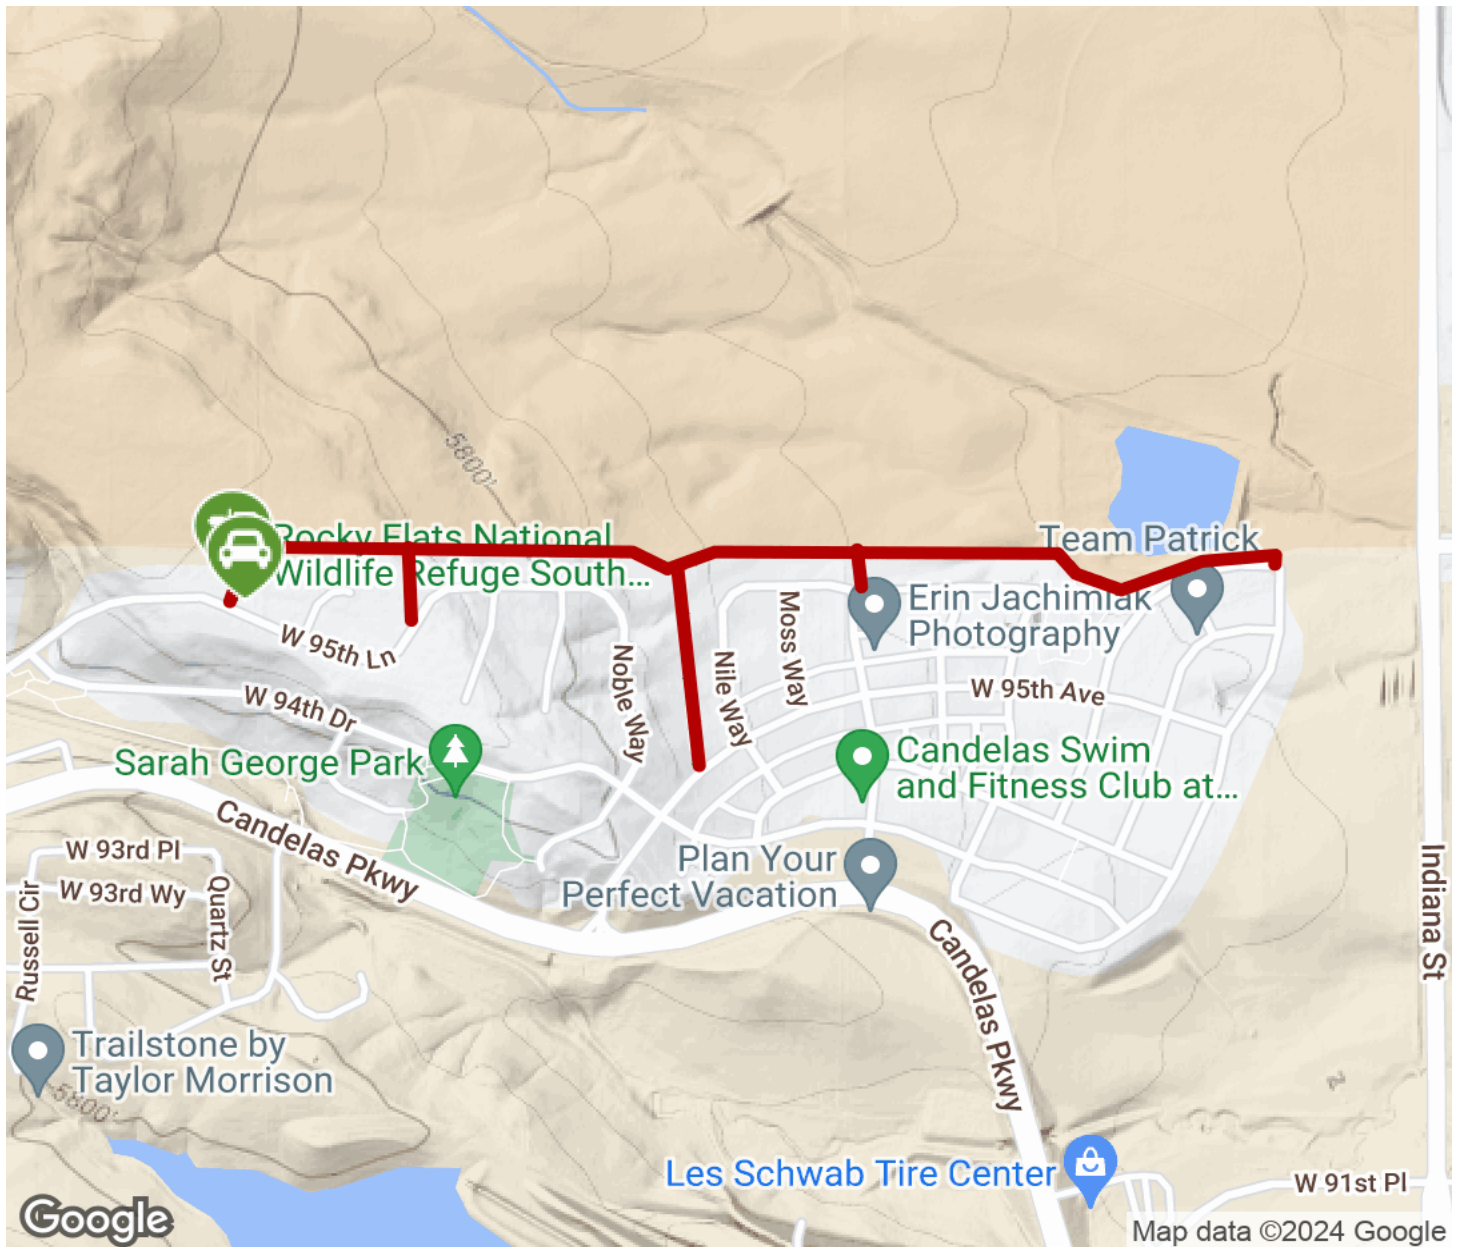 5800'
Rocky Flats National
Wildlife Refuge South...
Team Patrick
Erin Jachimiak
Photography
W 95th Ln
Moss Way
Noble Way
Nile Way
W 95th Ave
W 94th Dr
Sarah George Park
Candelas Swim
and Fitness Club at...
Candelas Pkwy
Plan Your
Perfect Vacation
W 93rd Pl
W 93rd Wy
Quartz St
Russell Cir
Indiana St
Candelas Pkwy
Trailstone by
Taylor Morrison
5800'
Les Schwab Tire Center
W 91st Pl
Google
Map data ©2024 Google